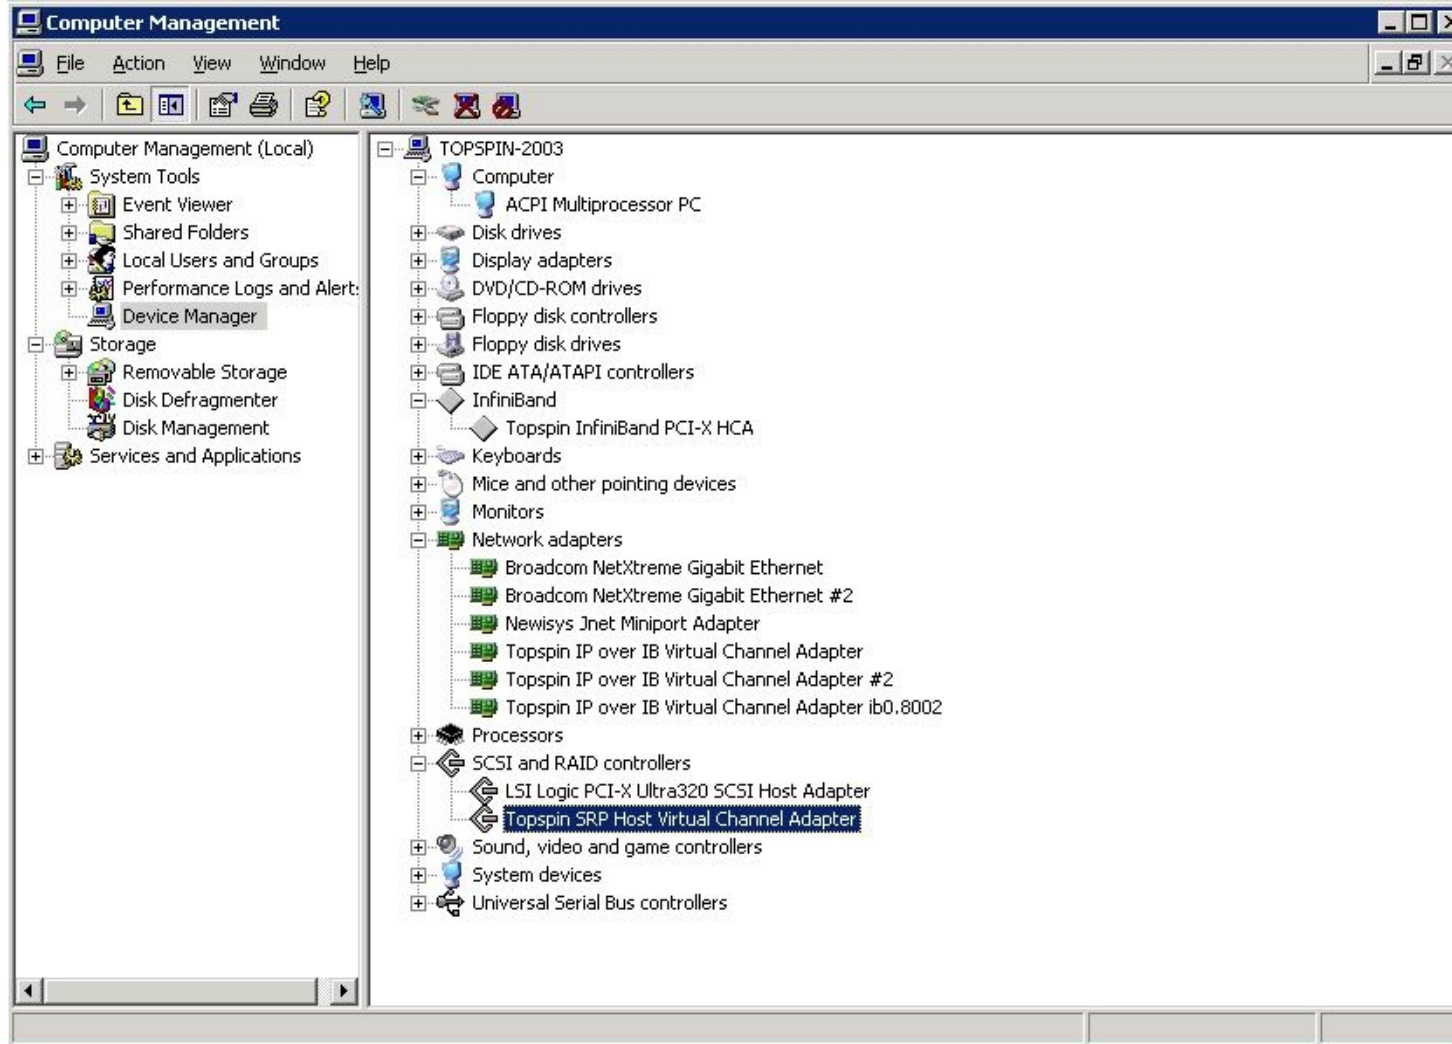 Computer Management
File Action View Window Help
Computer Management (Local)
System Tools
Event Viewer
Shared Folders
Local Users and Groups
Performance Logs and Alert
Device Manager
Storage
Removable Storage
Disk Defragmenter
Disk Management
Services and Applications
TOPSPIN-2003
Computer
ACPI Multiprocessor PC
Disk drives
Display adapters
DVD/CD-ROM drives
Floppy disk controllers
Floppy disk drives
IDE ATA/ATAPI controllers
InfiniBand
Topspin InfiniBand PCI-X HCA
Keyboards
Mice and other pointing devices
Monitors
Network adapters
Broadcom NetXtreme Gigabit Ethernet
Broadcom NetXtreme Gigabit Ethernet #2
Newisys Jnet Miniport Adapter
Topspin IP over IB Virtual Channel Adapter
Topspin IP over IB Virtual Channel Adapter #2
Topspin IP over IB Virtual Channel Adapter ib0.8002
Processors
SCSI and RAID controllers
LSI Logic PCI-X Ultra320 SCSI Host Adapter
Topspin SRP Host Virtual Channel Adapter
Sound, video and game controllers
System devices
Universal Serial Bus controllers